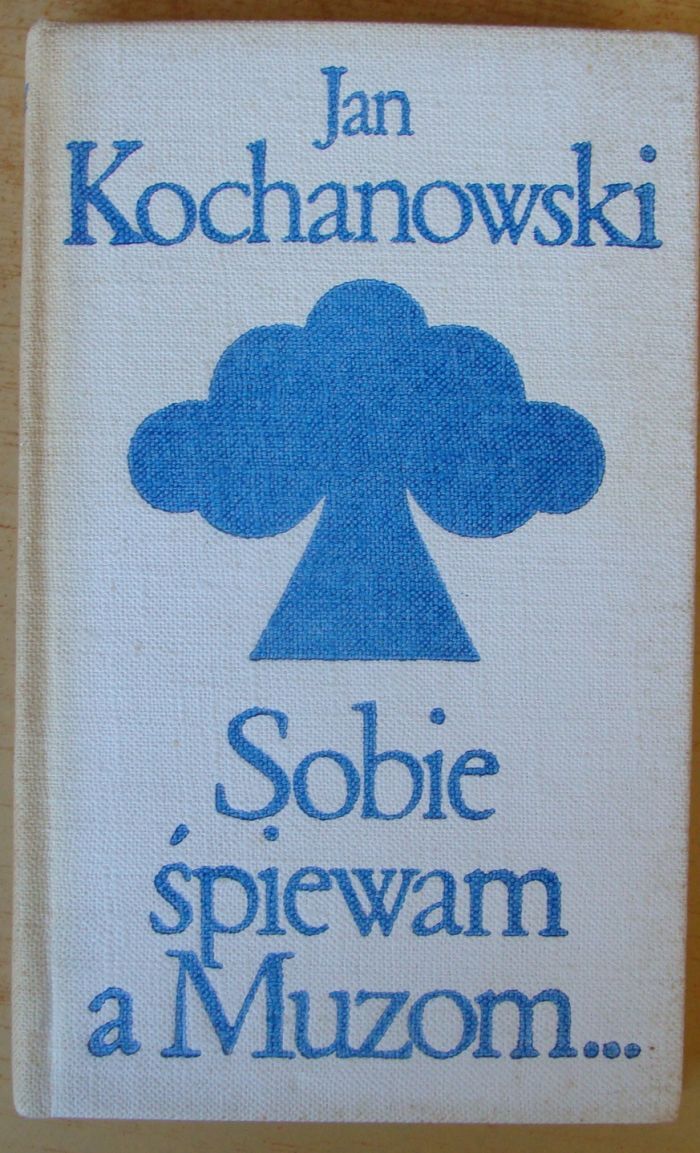 Jan
Kochanowski
Sobie
śpiewam
a Muzom...